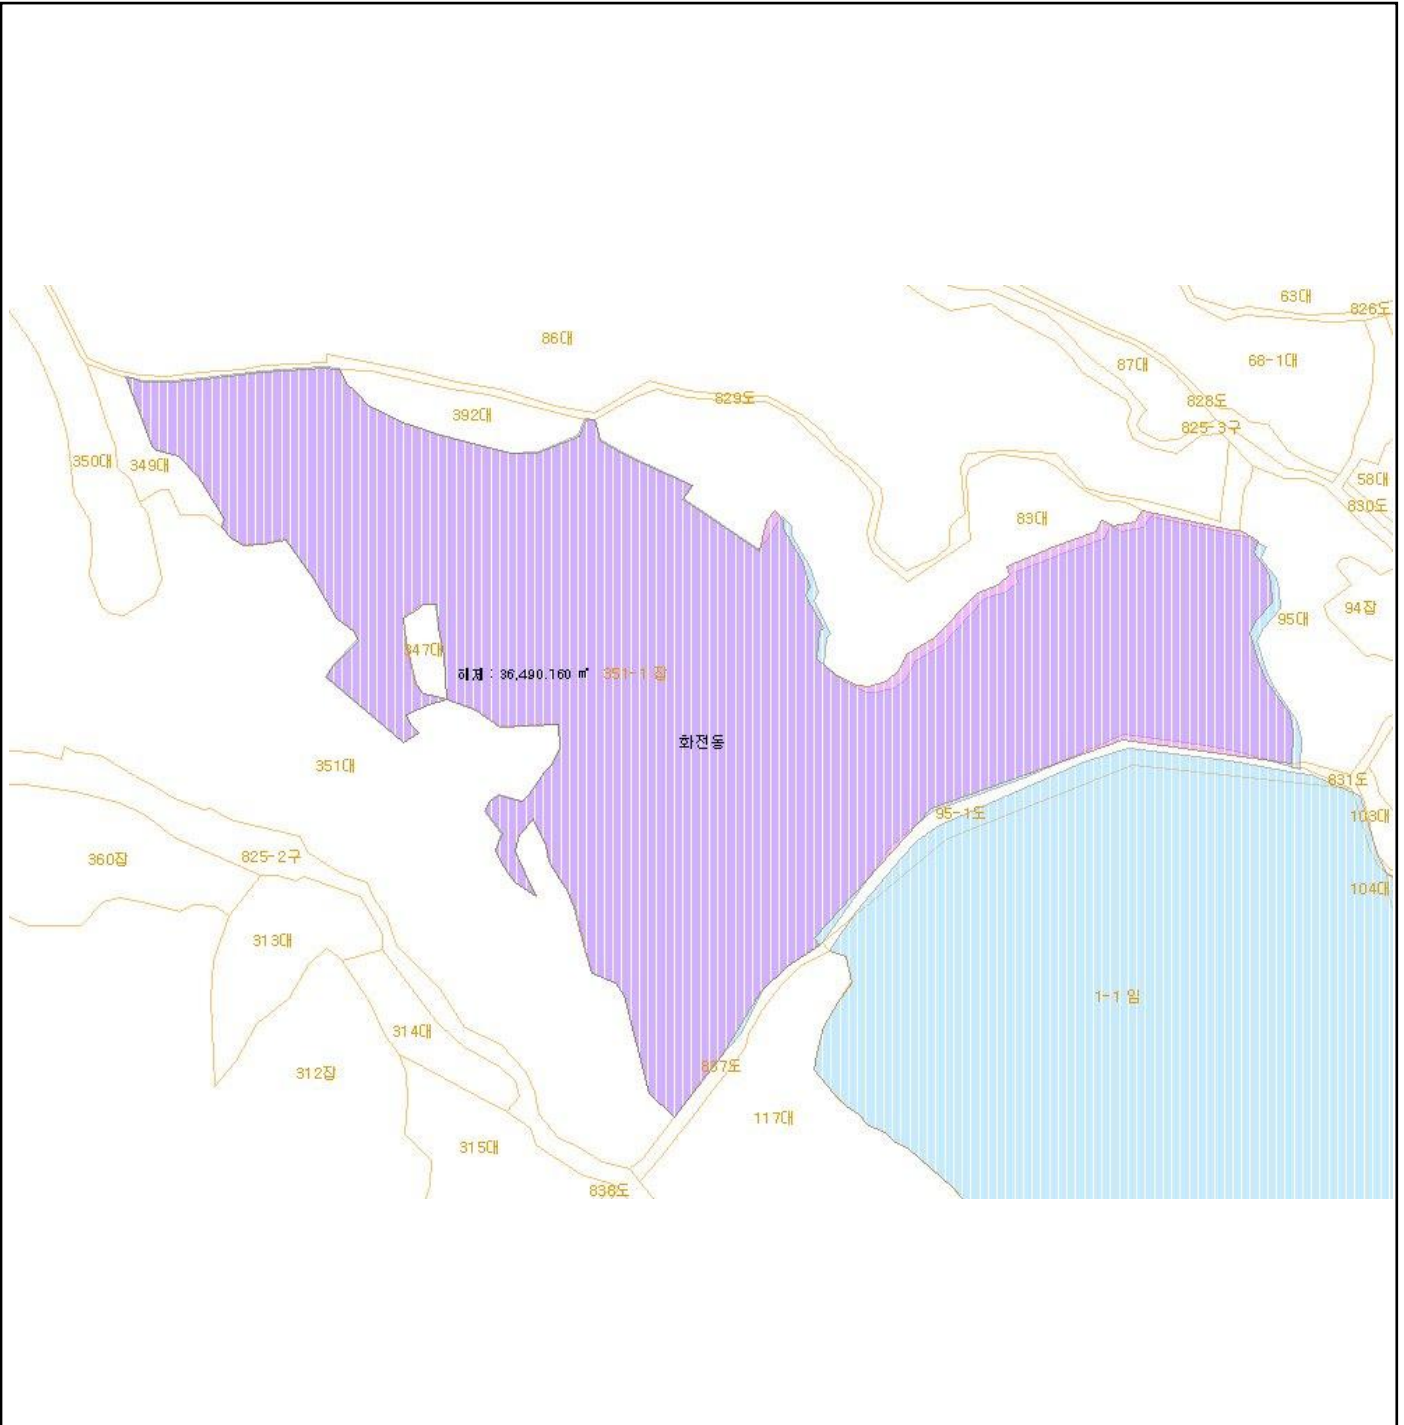 63대
826도
86대
87대
68-1대
829도
828도
392대
825-3구
350대
349대
58대
830도
83대
94잡
95대
347대
해제 : 36,490.160 ㎡
351-1 잡
화전동
351대
831도
95-1도
103대
360잡
825-2구
104대
313대
1-1 임
314대
312잡
837도
117대
315대
838도